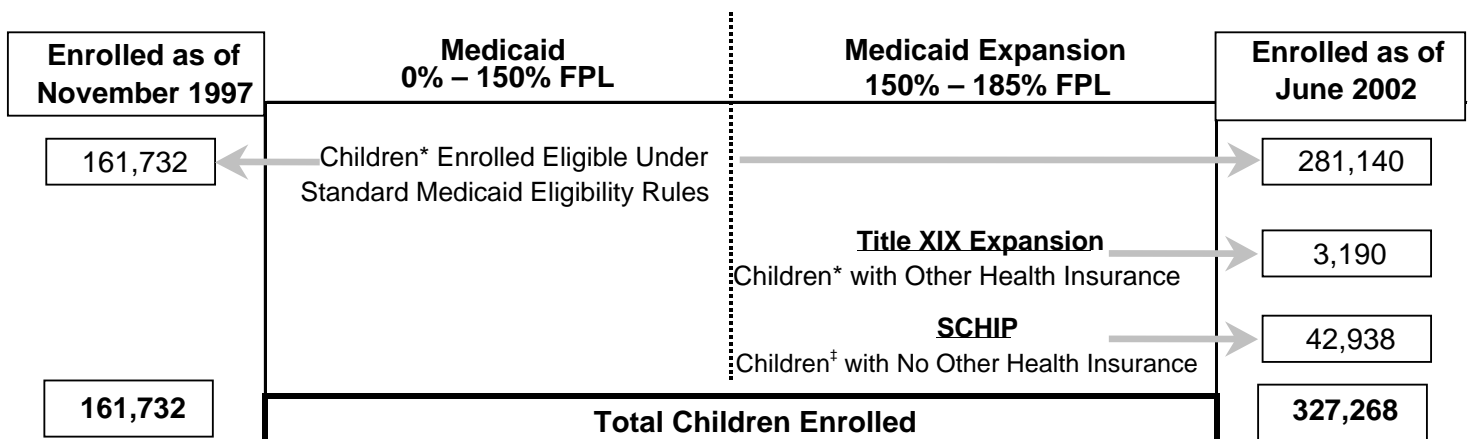 Enrolled as of
November 1997
Medicaid
0% – 150% FPL
Medicaid Expansion
150% – 185% FPL
Enrolled as of
June 2002
161,732
Children* Enrolled Eligible Under
Standard Medicaid Eligibility Rules
281,140
Title XIX Expansion
Children* with Other Health Insurance
3,190
SCHIP
Children‡ with No Other Health Insurance
42,938
161,732
Total Children Enrolled
327,268